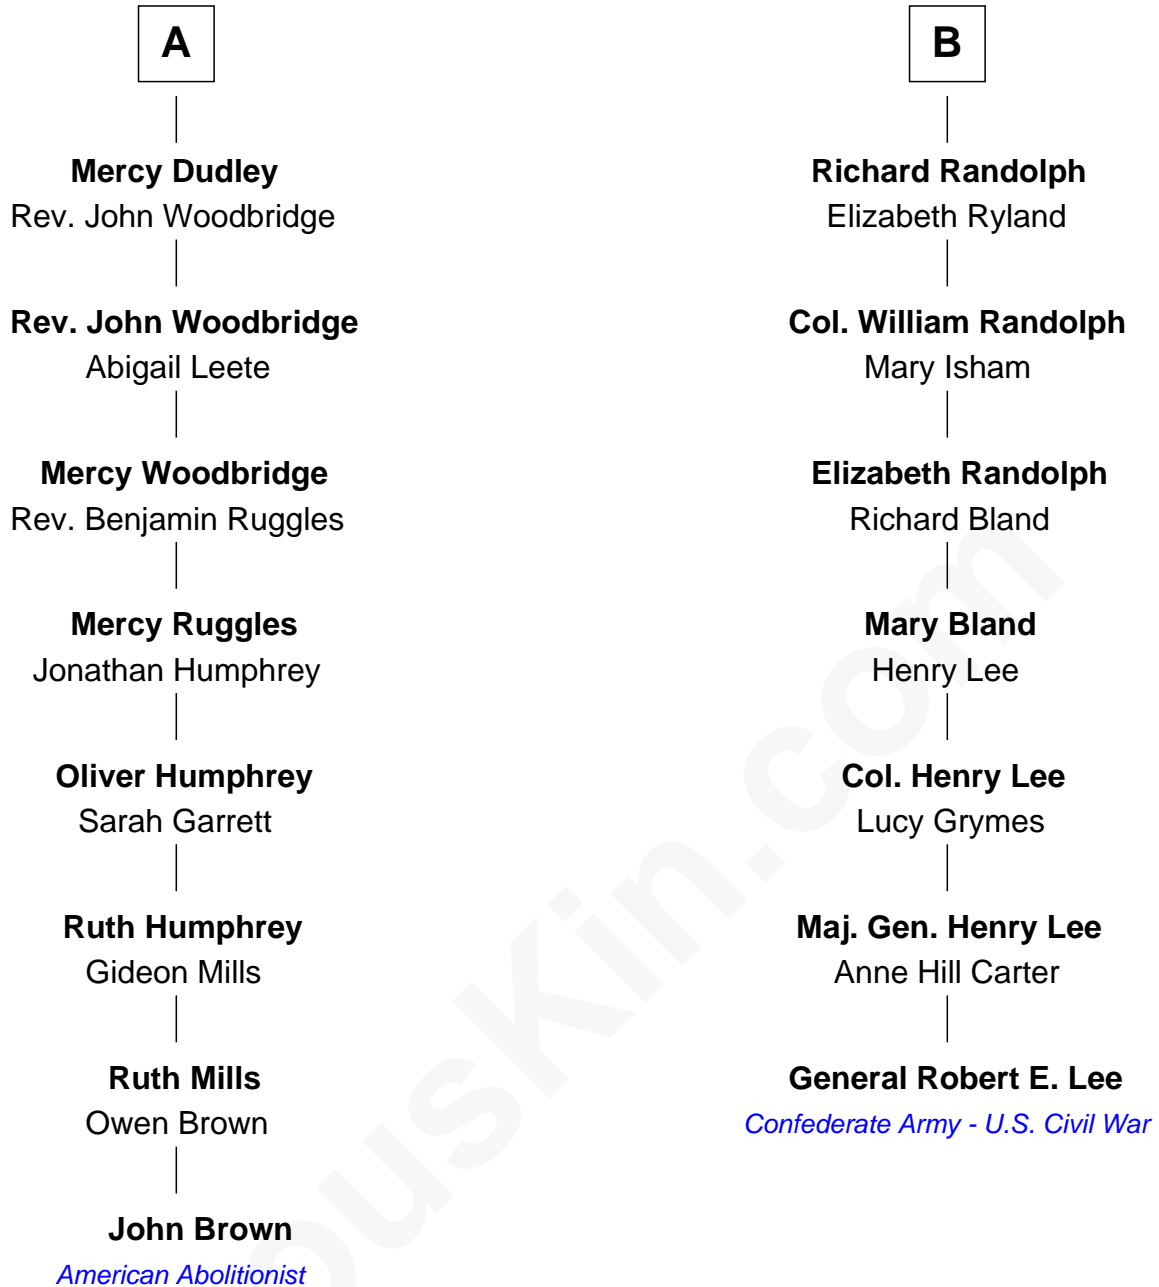 A
Mercy Dudley
Rev. John Woodbridge
Rev. John Woodbridge
Abigail Leete
Mercy Woodbridge
Rev. Benjamin Ruggles
Mercy Ruggles
Jonathan Humphrey
Oliver Humphrey
Sarah Garrett
Ruth Humphrey
Gideon Mills
Ruth Mills
Owen Brown
John Brown
American Abolitionist
B
Richard Randolph
Elizabeth Ryland
Col. William Randolph
Mary Isham
Elizabeth Randolph
Richard Bland
Mary Bland
Henry Lee
Col. Henry Lee
Lucy Grymes
Maj. Gen. Henry Lee
Anne Hill Carter
General Robert E. Lee
Confederate Army - U.S. Civil War
ousKin.com